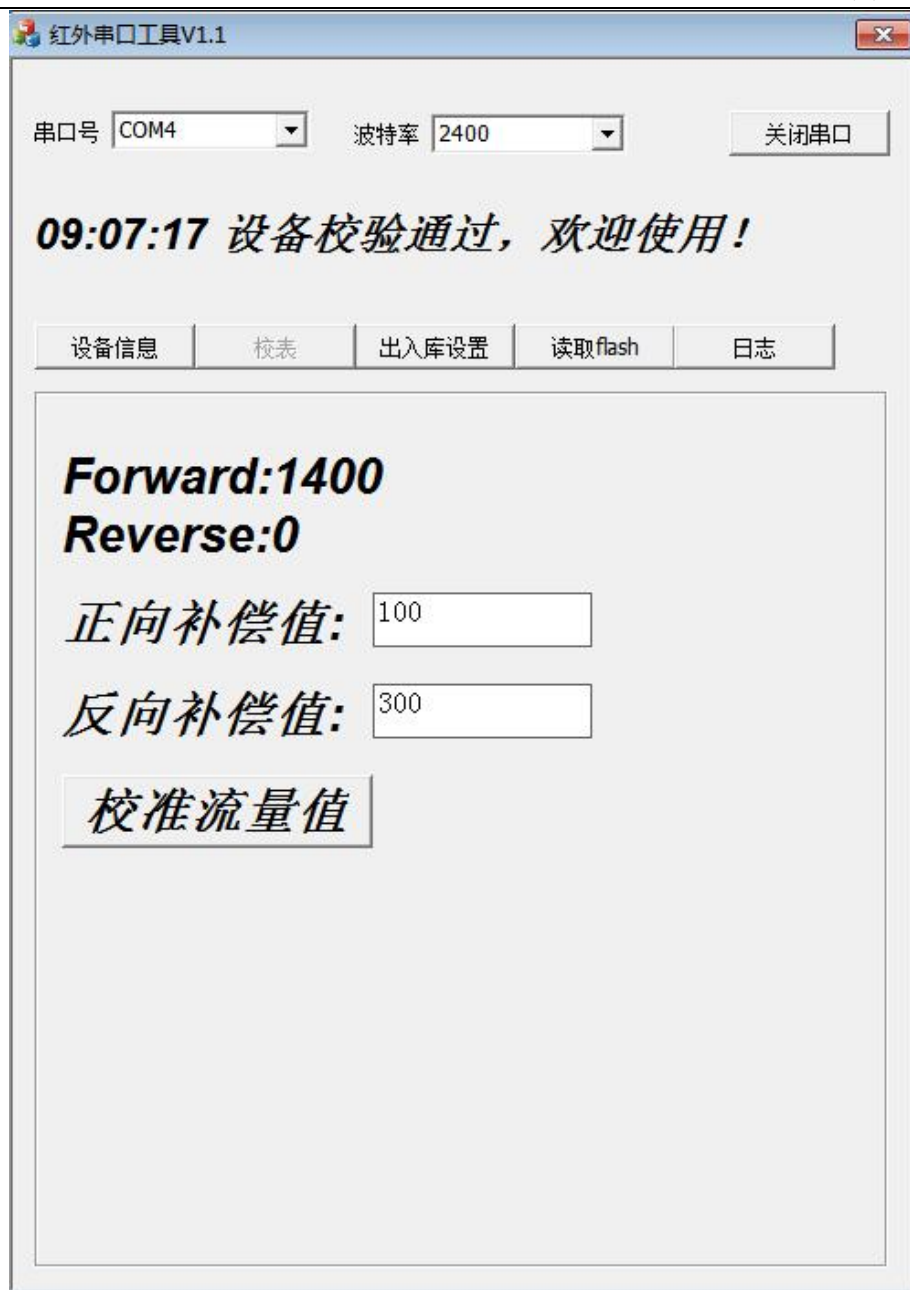 红外串口工具V1.1
串口号 COM4 波特率 2400 关闭串口
09:07:17 设备校验通过，欢迎使用！
设备信息 校表 出入库设置 读取flash 日志
Forward:1400
Reverse:0
正向补偿值: 100
反向补偿值: 300
校准流量值